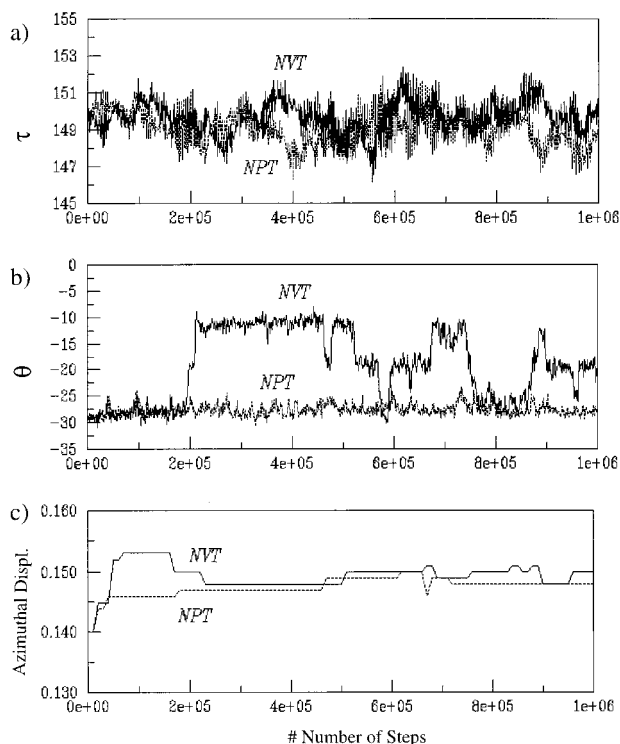 a)
155
153
151
149
147
145
τ
NVT
NPT
0e+00 2e+05 4e+05 6e+05 8e+05 1e+06
b)
0
−5
−10
−15
−20
−25
−30
−35
θ
NVT
NPT
0e+00 2e+05 4e+05 6e+05 8e+05 1e+06
c)
0.160
0.150
0.140
0.130
Azimuthal Displ.
NVT
NPT
0e+00 2e+05 4e+05 6e+05 8e+05 1e+06
# Number of Steps